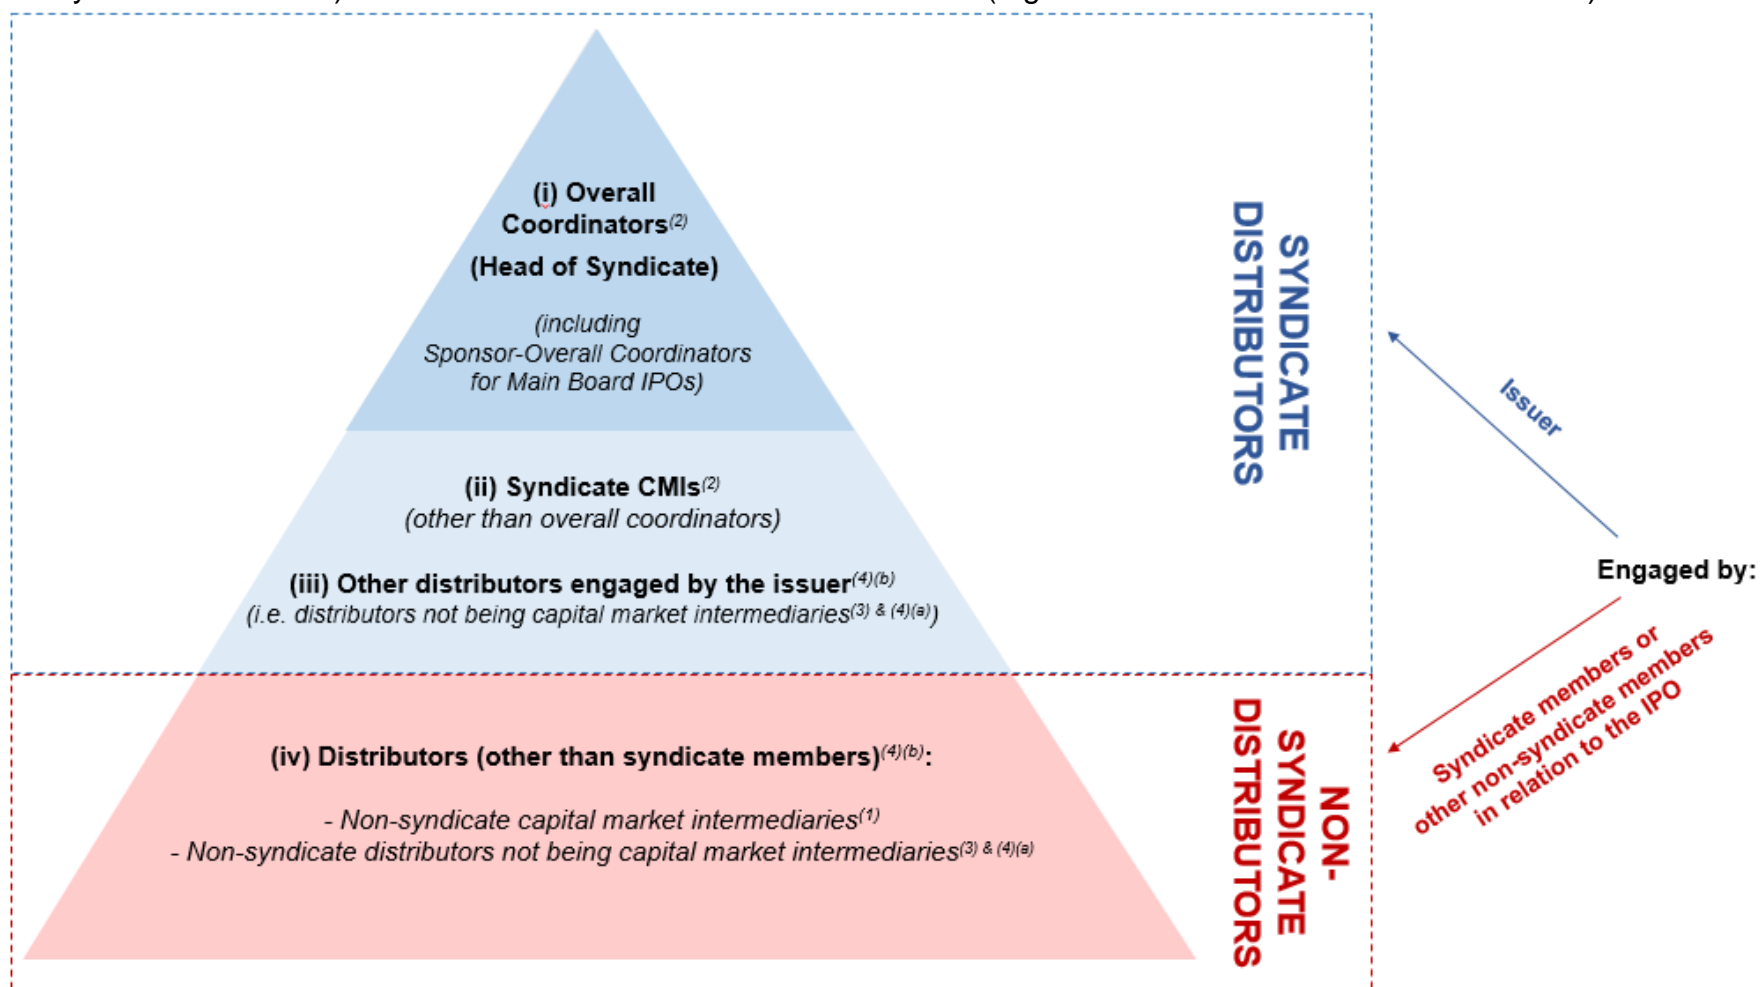 (i) Overall
Coordinators(2)
(Head of Syndicate)
(including
Sponsor-Overall Coordinators
for Main Board IPOs)
(ii) Syndicate CMIs(2)
(other than overall coordinators)
(iii) Other distributors engaged by the issuer(4)(b)
(i.e. distributors not being capital market intermediaries(3) & (4)(a))
SYNDICATE
DISTRIBUTORS
Issuer
Engaged by:
Syndicate members or
other non-syndicate members
in relation to the IPO
(iv) Distributors (other than syndicate members)(4)(b):
- Non-syndicate capital market intermediaries(1)
- Non-syndicate distributors not being capital market intermediaries(3) & (4)(a)
NON-
SYNDICATE
DISTRIBUTORS